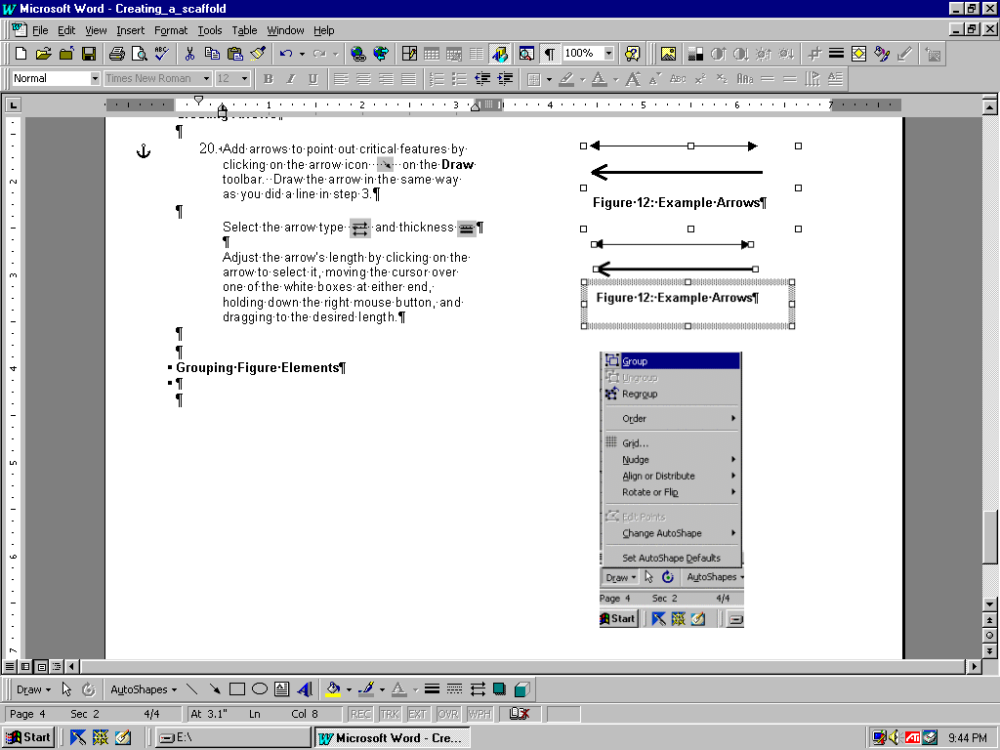 Microsoft Word - Creating_a_scaffold
File Edit View Insert Format Tools Table Window Help
100%
Normal Times New Roman 12 B I U
1 2 3 4 5 6 7
¶
20. Add arrows to point out critical features by
clicking on the arrow icon on the Draw
toolbar. Draw the arrow in the same way
as you did a line in step 3.¶
¶
Select the arrow type and thickness ¶
¶
Adjust the arrow's length by clicking on the
arrow to select it, moving the cursor over
one of the white boxes at either end,
holding down the right mouse button, and
dragging to the desired length.¶
¶
¶
Grouping Figure Elements¶
¶
¶
Figure 12: Example Arrows¶
Figure 12: Example Arrows¶
Group
Ungroup
Regroup
Order
Grid...
Nudge
Align or Distribute
Rotate or Flip
Edit Points
Change AutoShape
Set AutoShape Defaults
Draw AutoShapes
Page 4 Sec 2 4/4
Start
2
3
4
5
6
7
Draw AutoShapes
Page 4 Sec 2 4/4 At 3.1" Ln Col 8 REC TRK EXT OVR WPH
Start E:\ Microsoft Word - Cre... 9:44 PM